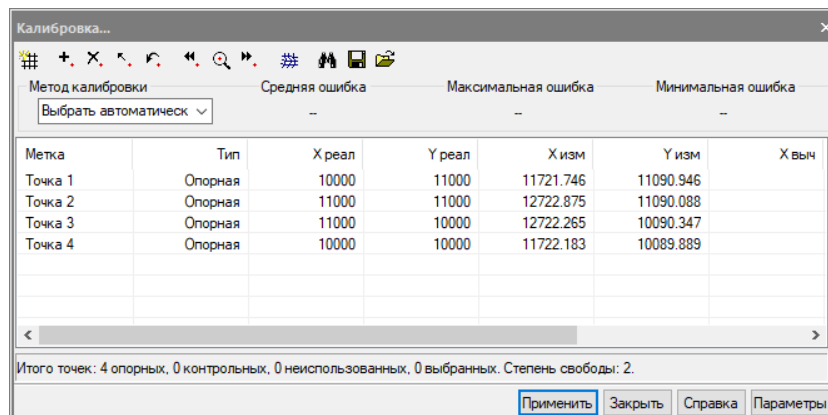 Калибровка...
Метод калибровки Средняя ошибка Максимальная ошибка Минимальная ошибка
Выбрать автоматическ -- -- --
Метка Тип X реал Y реал X изм Y изм X выч
Точка 1 Опорная 10000 11000 11721.746 11090.946
Точка 2 Опорная 11000 11000 12722.875 11090.088
Точка 3 Опорная 11000 10000 12722.265 10090.347
Точка 4 Опорная 10000 10000 11722.183 10089.889
Итого точек: 4 опорных, 0 контрольных, 0 неиспользованных, 0 выбранных. Степень свободы: 2.
Применить Закрыть Справка Параметры